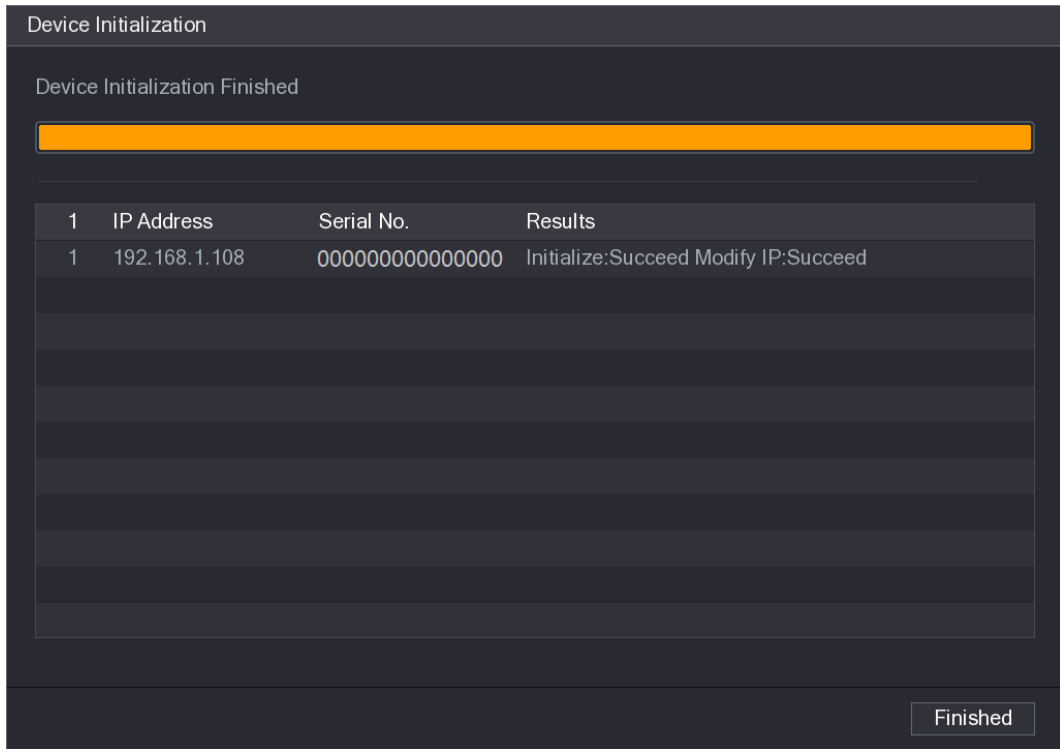 Device Initialization
Device Initialization Finished
1 IP Address Serial No. Results
1 192.168.1.108 000000000000000 Initialize:Succeed Modify IP:Succeed
Finished